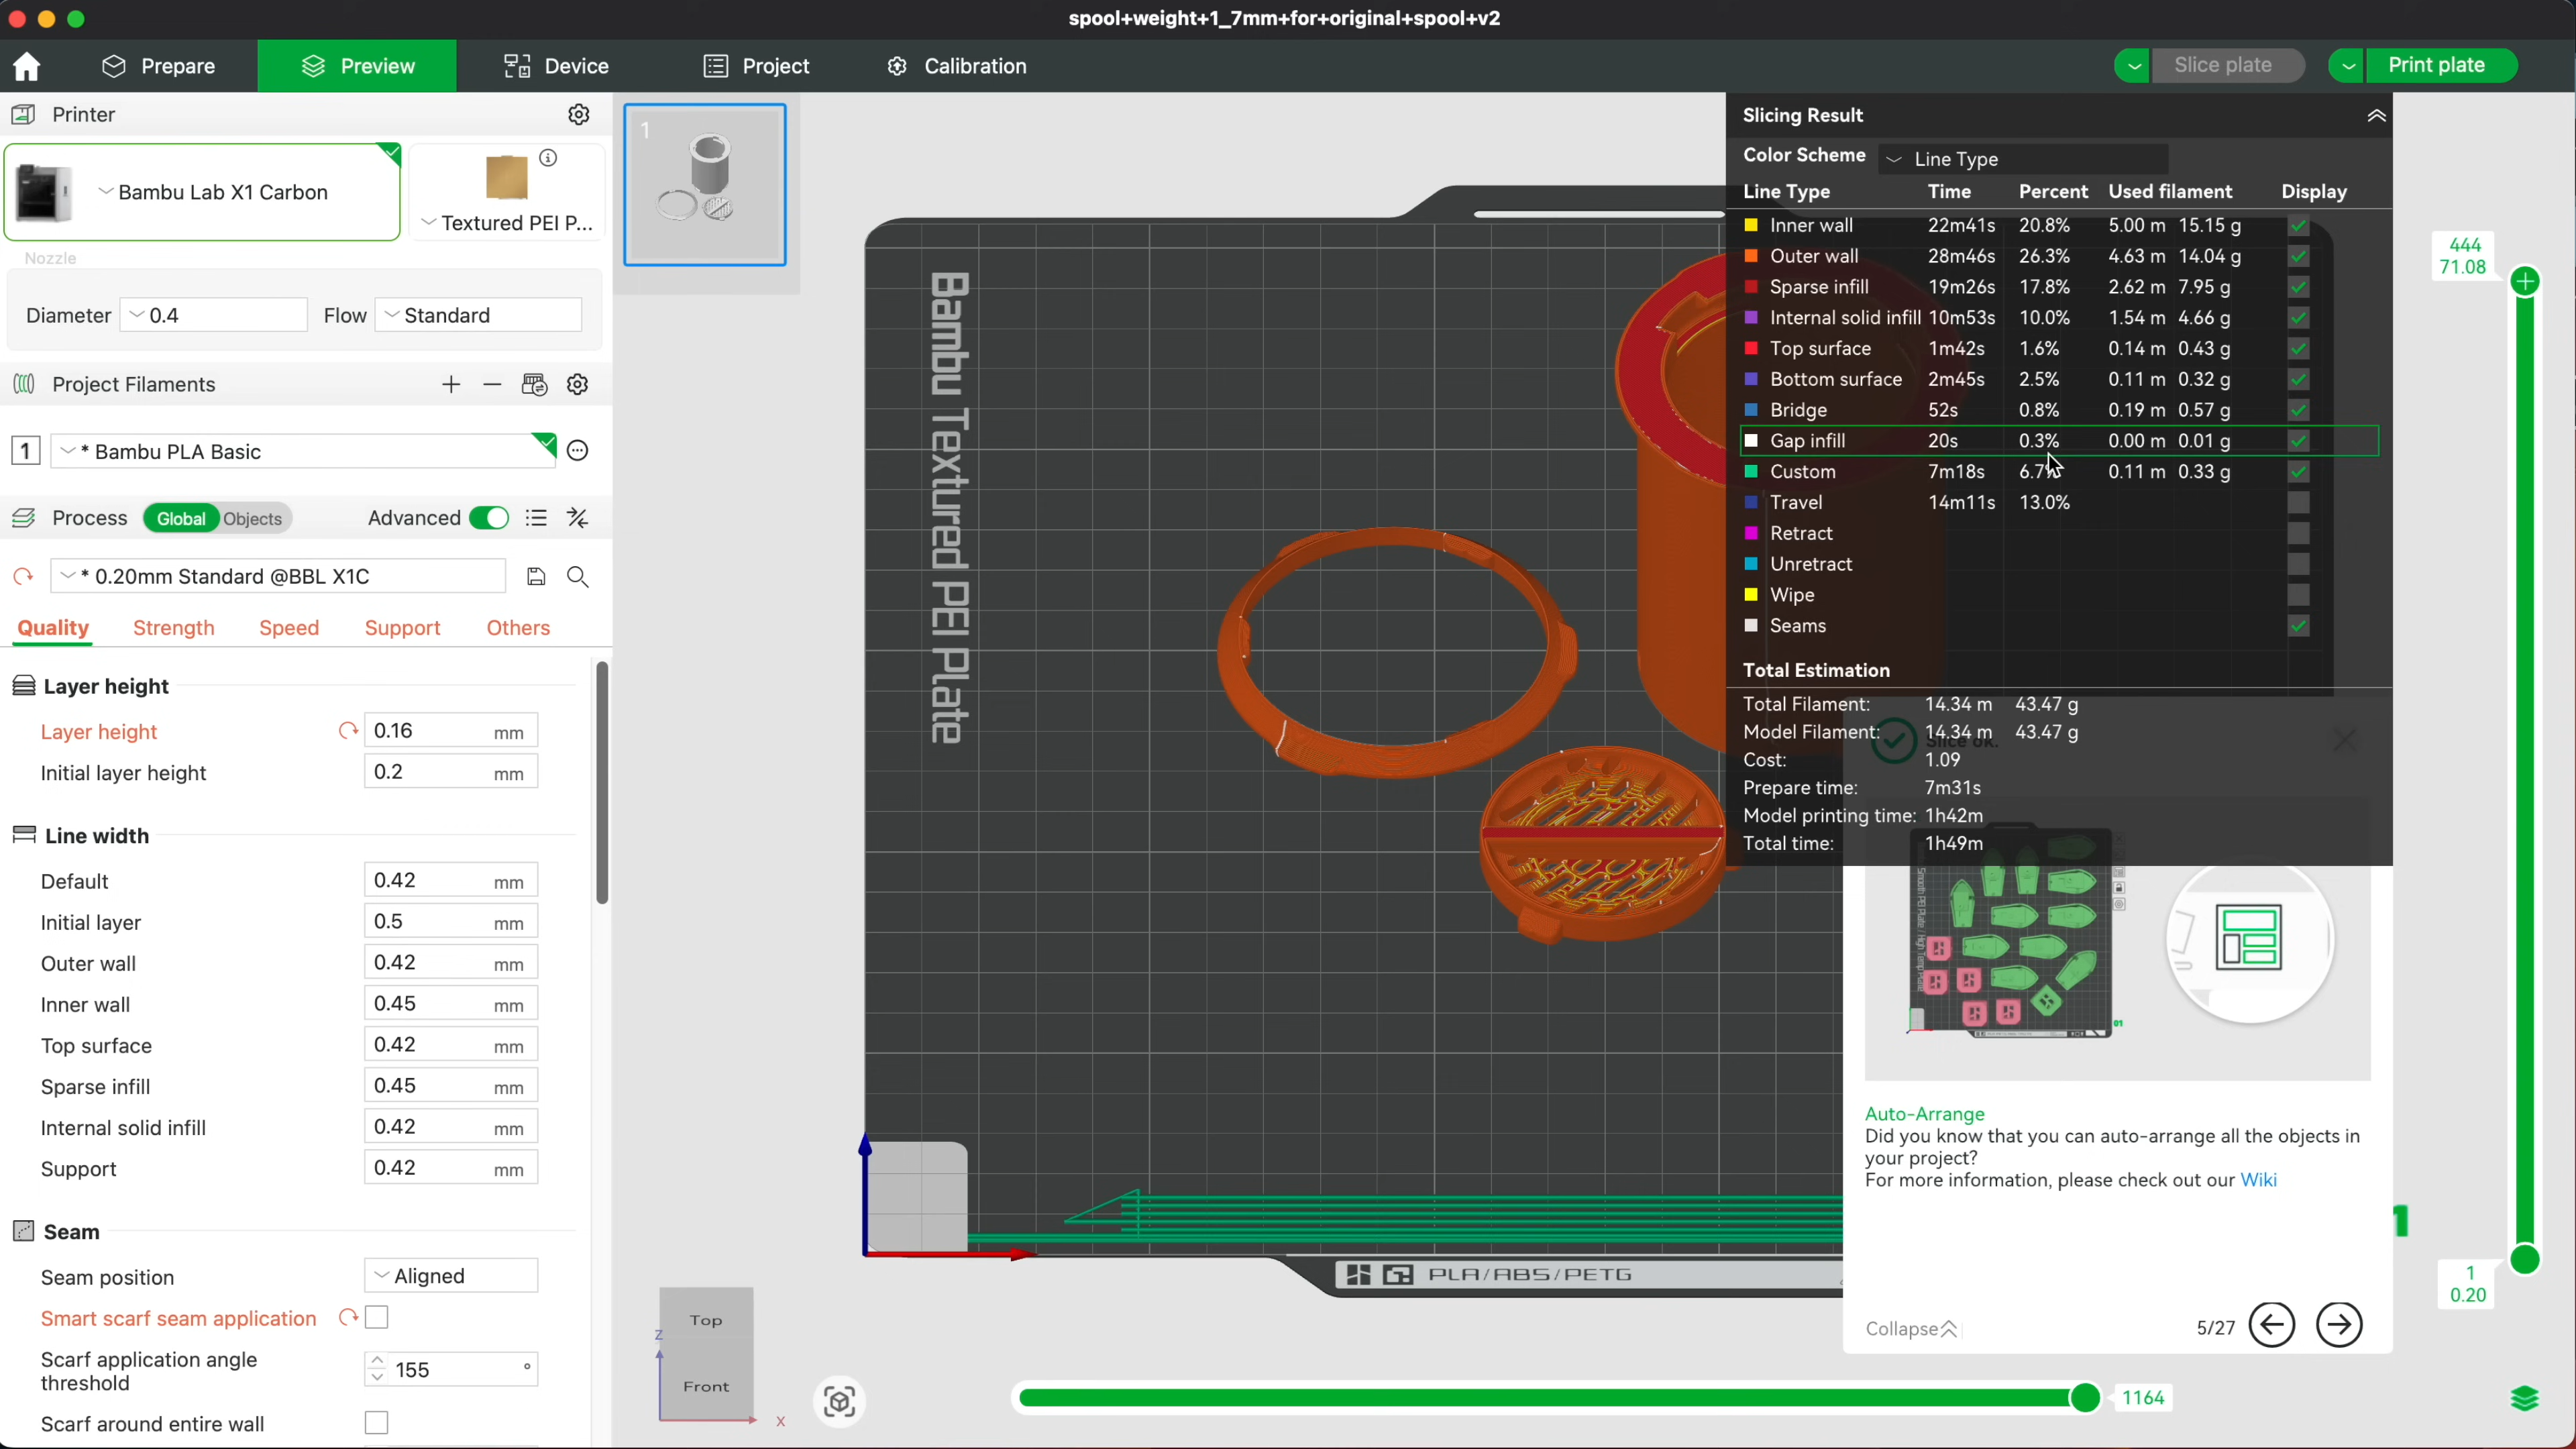 spool+weight+1_7mm+for+original+spool+v2
Prepare
Preview
Device
Project
Calibration
Slice plate
Print plate
Printer
Bambu Lab X1 Carbon
Textured PEI P...
Nozzle
Diameter 0.4 Flow Standard
Project Filaments
1 * Bambu PLA Basic
Process Global Objects Advanced
* 0.20mm Standard @BBL X1C
Quality Strength Speed Support Others
Layer height
Layer height 0.16 mm
Initial layer height 0.2 mm
Line width
Default 0.42 mm
Initial layer 0.5 mm
Outer wall 0.42 mm
Inner wall 0.45 mm
Top surface 0.42 mm
Sparse infill 0.45 mm
Internal solid infill 0.42 mm
Support 0.42 mm
Seam
Seam position Aligned
Smart scarf seam application
Scarf application angle
threshold 155 °
Scarf around entire wall
1
Bambu Textured PEI Plate
PLA/ABS/PETG
Top
Front
Z
X
Slicing Result
Color Scheme Line Type
Line Type Time Percent Used filament Display
Inner wall 22m41s 20.8% 5.00 m 15.15 g
Outer wall 28m46s 26.3% 4.63 m 14.04 g
Sparse infill 19m26s 17.8% 2.62 m 7.95 g
Internal solid infill 10m53s 10.0% 1.54 m 4.66 g
Top surface 1m42s 1.6% 0.14 m 0.43 g
Bottom surface 2m45s 2.5% 0.11 m 0.32 g
Bridge 52s 0.8% 0.19 m 0.57 g
Gap infill 20s 0.3% 0.00 m 0.01 g
Custom 7m18s 6.7% 0.11 m 0.33 g
Travel 14m11s 13.0%
Retract
Unretract
Wipe
Seams
Total Estimation
Total Filament: 14.34 m 43.47 g
Model Filament: 14.34 m 43.47 g
Slice ok.
Cost: 1.09
Prepare time: 7m31s
Model printing time: 1h42m
Total time: 1h49m
01
Auto-Arrange
Did you know that you can auto-arrange all the objects in
your project?
For more information, please check out our Wiki
Collapse
5/27
444
71.08
1
0.20
1164